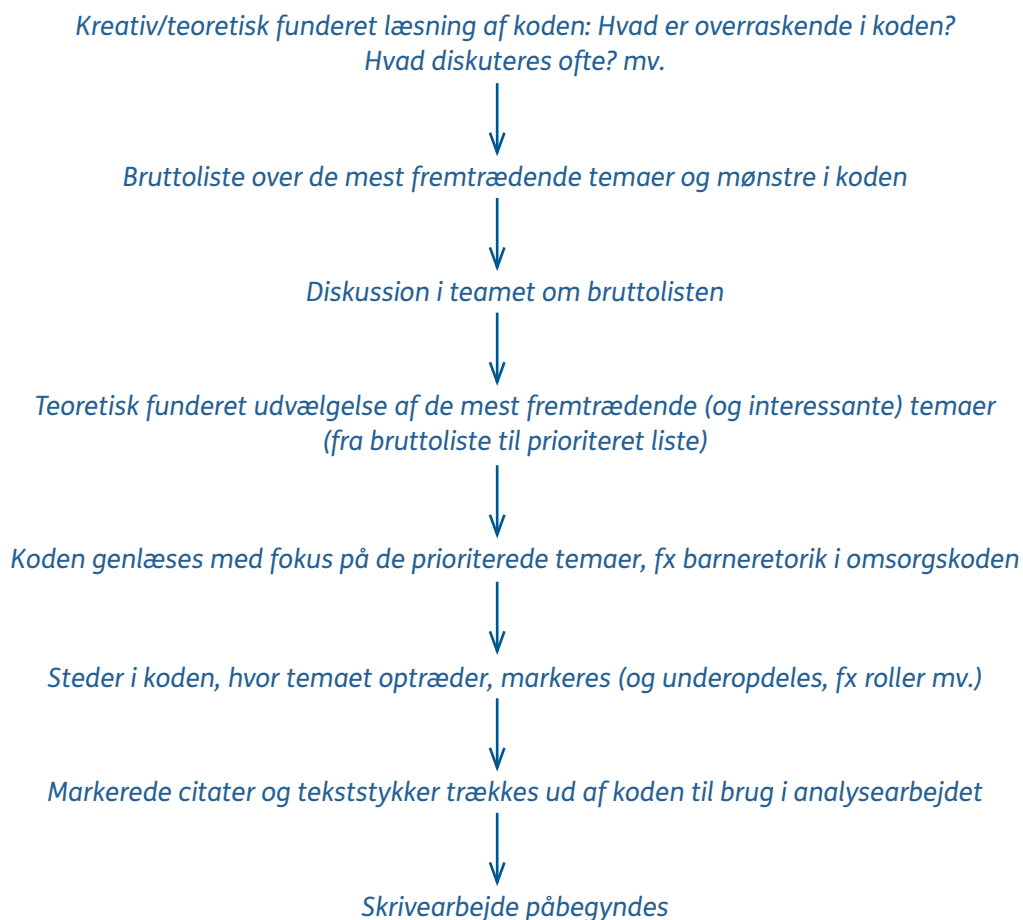 Kreativ/teoretisk funderet læsning af koden: Hvad er overraskende i koden?
Hvad diskuteres ofte? mv.
Bruttoliste over de mest fremtrædende temaer og mønstre i koden
Diskussion i teamet om bruttolisten
Teoretisk funderet udvælgelse af de mest fremtrædende (og interessante) temaer
(fra bruttoliste til prioriteret liste)
Koden genlæses med fokus på de prioriterede temaer, fx barneretorik i omsorgskoden
Steder i koden, hvor temaet optræder, markeres (og underopdeles, fx roller mv.)
Markerede citater og tekststykker trækkes ud af koden til brug i analysearbejdet
Skrivearbejde påbegyndes